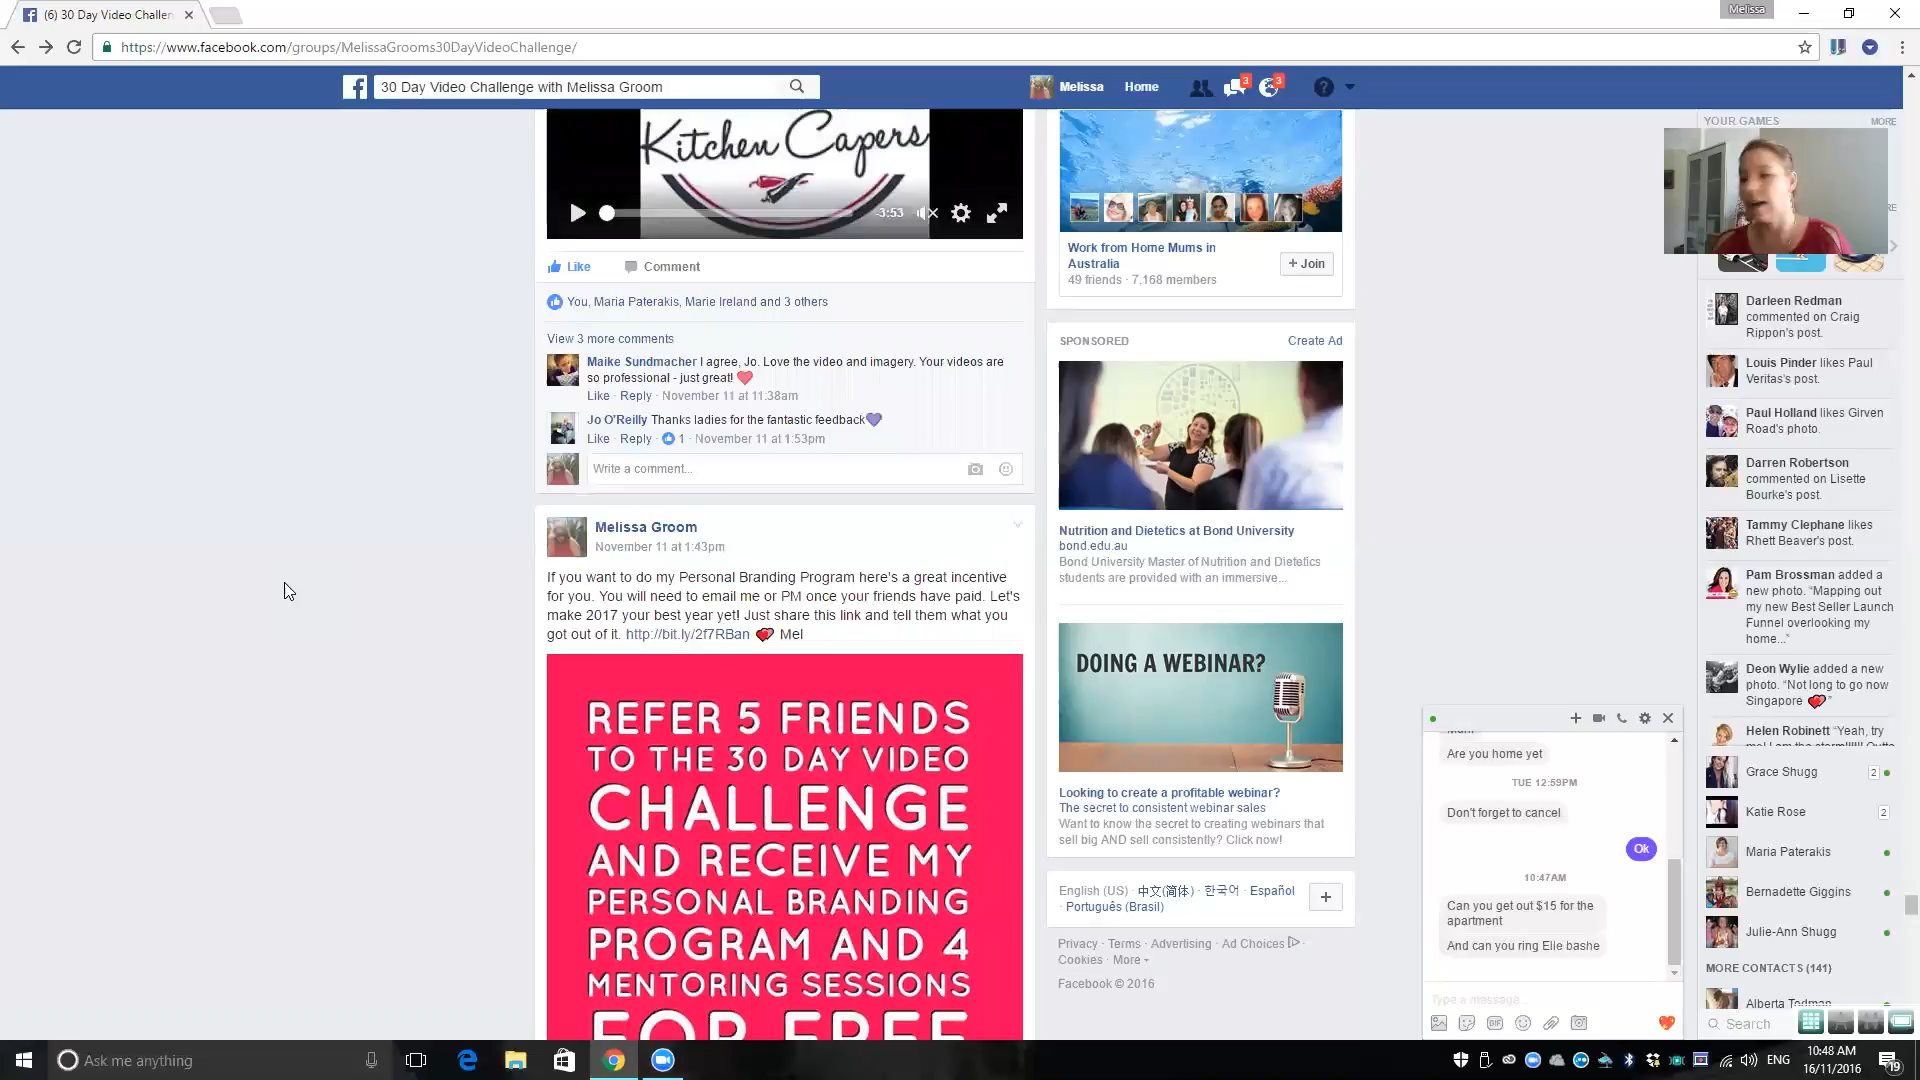 (6) 30 Day Video Challen
Melissa
https://www.facebook.com/groups/MelissaGrooms30DayVideoChallenge/
30 Day Video Challenge with Melissa Groom
Melissa
Home
3
3
Kitchen Capers
-3:53
Like
Comment
You, Maria Paterakis, Marie Ireland and 3 others
View 3 more comments
Maike Sundmacher I agree, Jo. Love the video and imagery. Your videos are
so professional - just great!
Like · Reply · November 11 at 11:38am
Jo O'Reilly Thanks ladies for the fantastic feedback
Like · Reply · 1 · November 11 at 1:53pm
Write a comment...
Melissa Groom
November 11 at 1:43pm
If you want to do my Personal Branding Program here's a great incentive
for you. You will need to email me or PM once your friends have paid. Let's
make 2017 your best year yet! Just share this link and tell them what you
got out of it. http://bit.ly/2f7RBan Mel
REFER 5 FRIENDS
TO THE 30 DAY VIDEO
CHALLENGE
AND RECEIVE MY
PERSONAL BRANDING
PROGRAM AND 4
MENTORING SESSIONS
FOR FREE
Work from Home Mums in
Australia
49 friends · 7,168 members
+ Join
SPONSORED
Create Ad
Nutrition and Dietetics at Bond University
bond.edu.au
Bond University Master of Nutrition and Dietetics
students are provided with an immersive...
DOING A WEBINAR?
Looking to create a profitable webinar?
The secret to consistent webinar sales
Want to know the secret to creating webinars that
sell big AND sell consistently? Click now!
English (US) · 中文(简体) · 한국어 · Español
· Português (Brasil)
Privacy · Terms · Advertising · Ad Choices ·
Cookies · More
Facebook © 2016
YOUR GAMES
MORE
Darleen Redman
commented on Craig
Rippon's post.
Louis Pinder likes Paul
Veritas's post.
Paul Holland likes Girven
Road's photo.
Darren Robertson
commented on Lisette
Bourke's post.
Tammy Clephane likes
Rhett Beaver's post.
Pam Brossman added a
new photo. “Mapping out
my new Best Seller Launch
Funnel overlooking my
home...”
Deon Wylie added a new
photo. “Not long to go now
Singapore ”
Helen Robinett “Yeah, try
Grace Shugg
2
Katie Rose
2
Maria Paterakis
Bernadette Giggins
Julie-Ann Shugg
MORE CONTACTS (141)
Alberta Todman
Search
Are you home yet
TUE 12:59PM
Don't forget to cancel
Ok
10:47AM
Can you get out $15 for the
apartment
And can you ring Elle bashe
Type a message...
Ask me anything
ENG
10:48 AM
16/11/2016
19